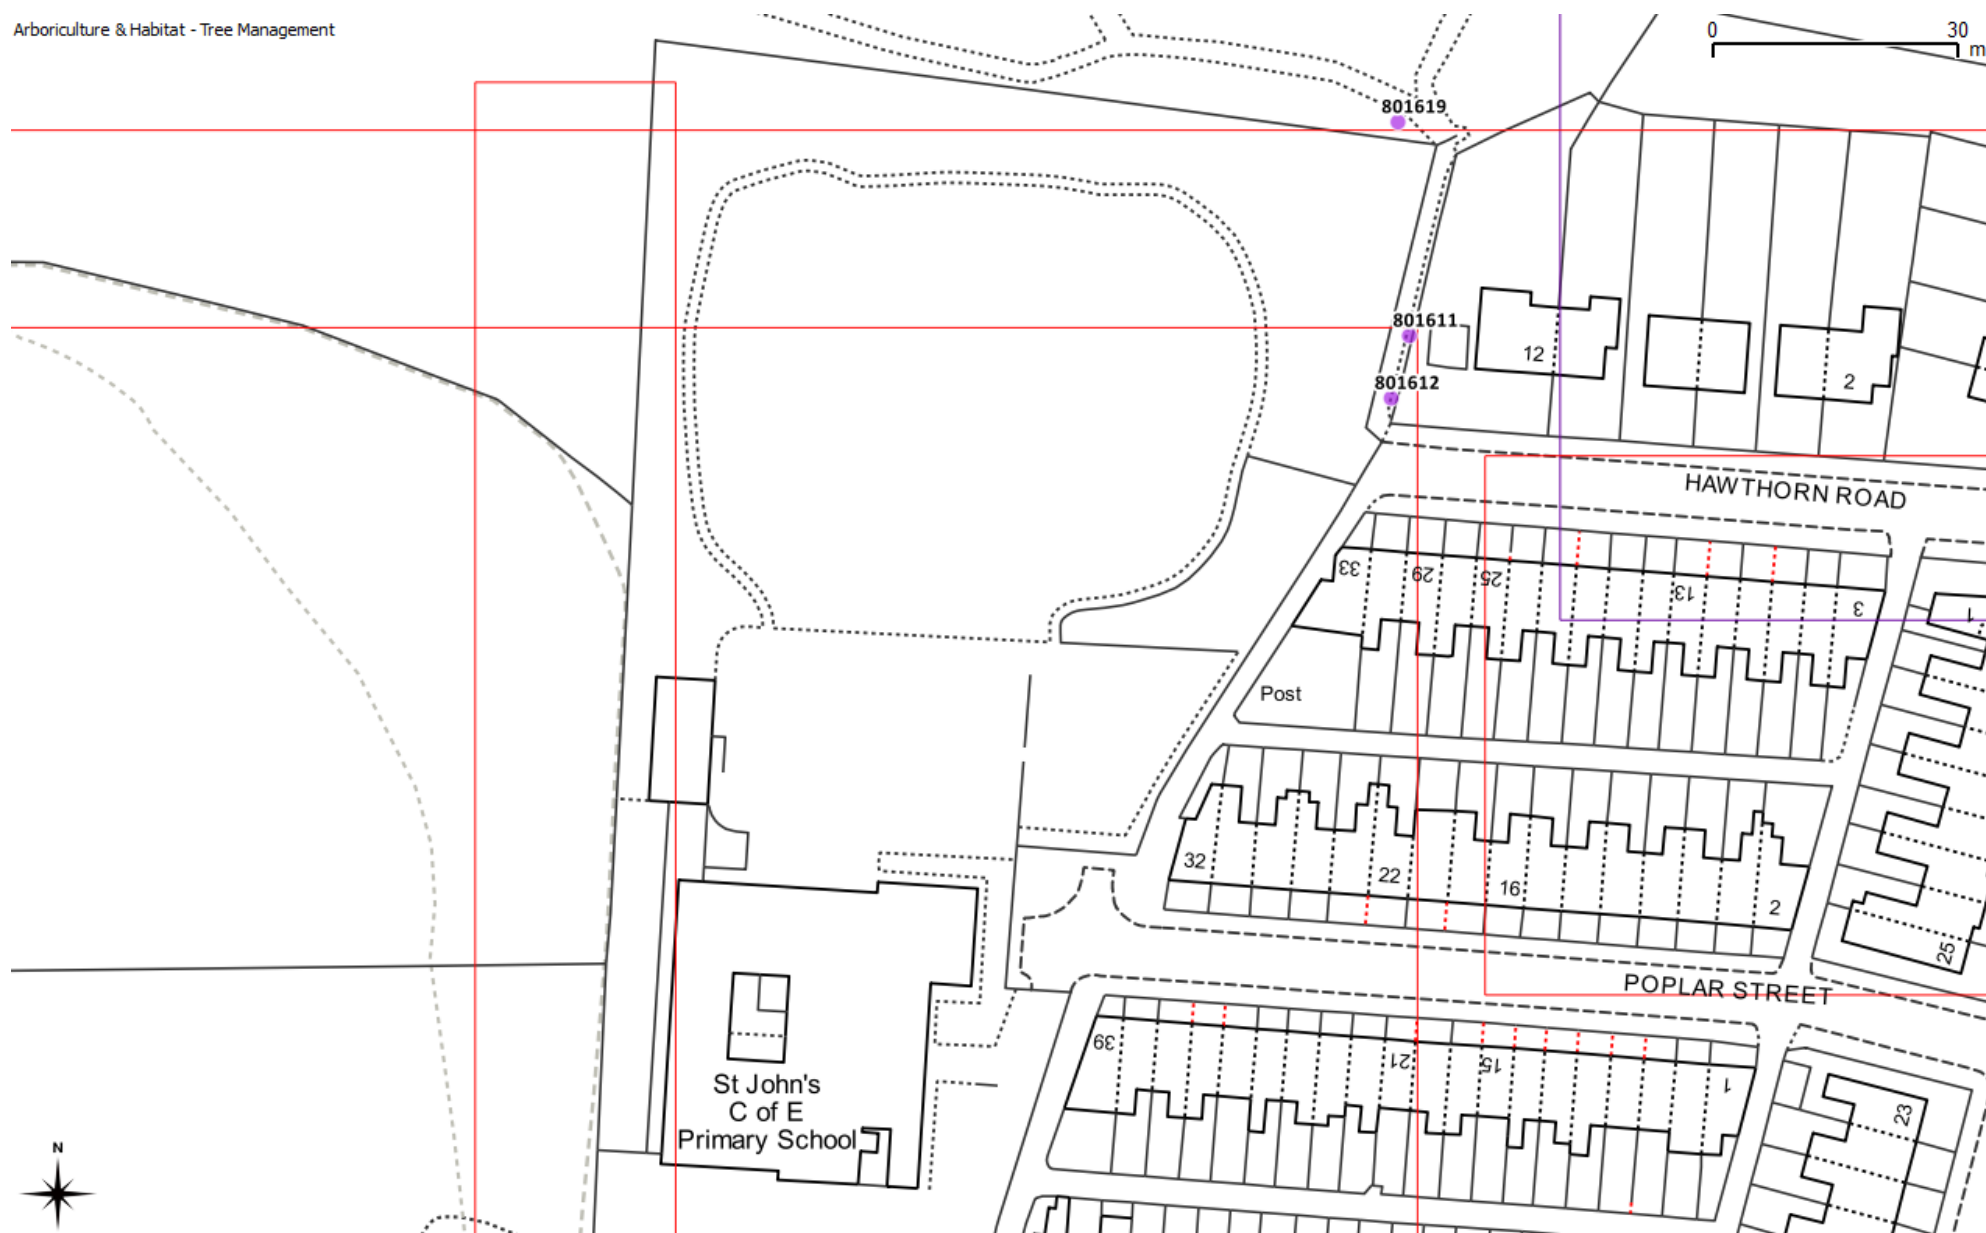 Arboriculture & Habitat - Tree Management
0 30
m
801619
801611
801612
12
2
HAWTHORN ROAD
33
29
25
13
3
1
Post
32
22
16
2
25
POPLAR STREET
39
21
15
1
23
St John's
C of E
Primary School
N